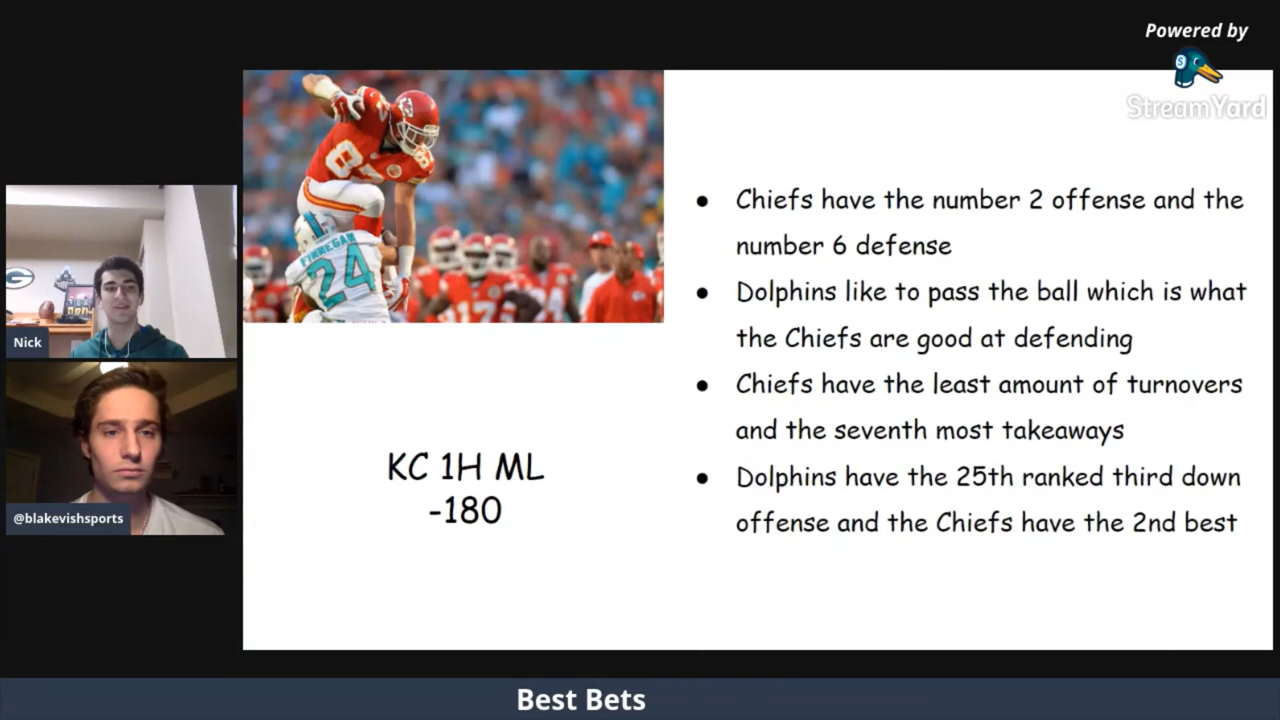 Powered by
StreamYard
FINNEGAN
24
Chiefs have the number 2 offense and the
number 6 defense
Dolphins like to pass the ball which is what
the Chiefs are good at defending
Chiefs have the least amount of turnovers
and the seventh most takeaways
Dolphins have the 25th ranked third down
offense and the Chiefs have the 2nd best
KC 1H ML
-180
Nick
@blakevishsports
Best Bets